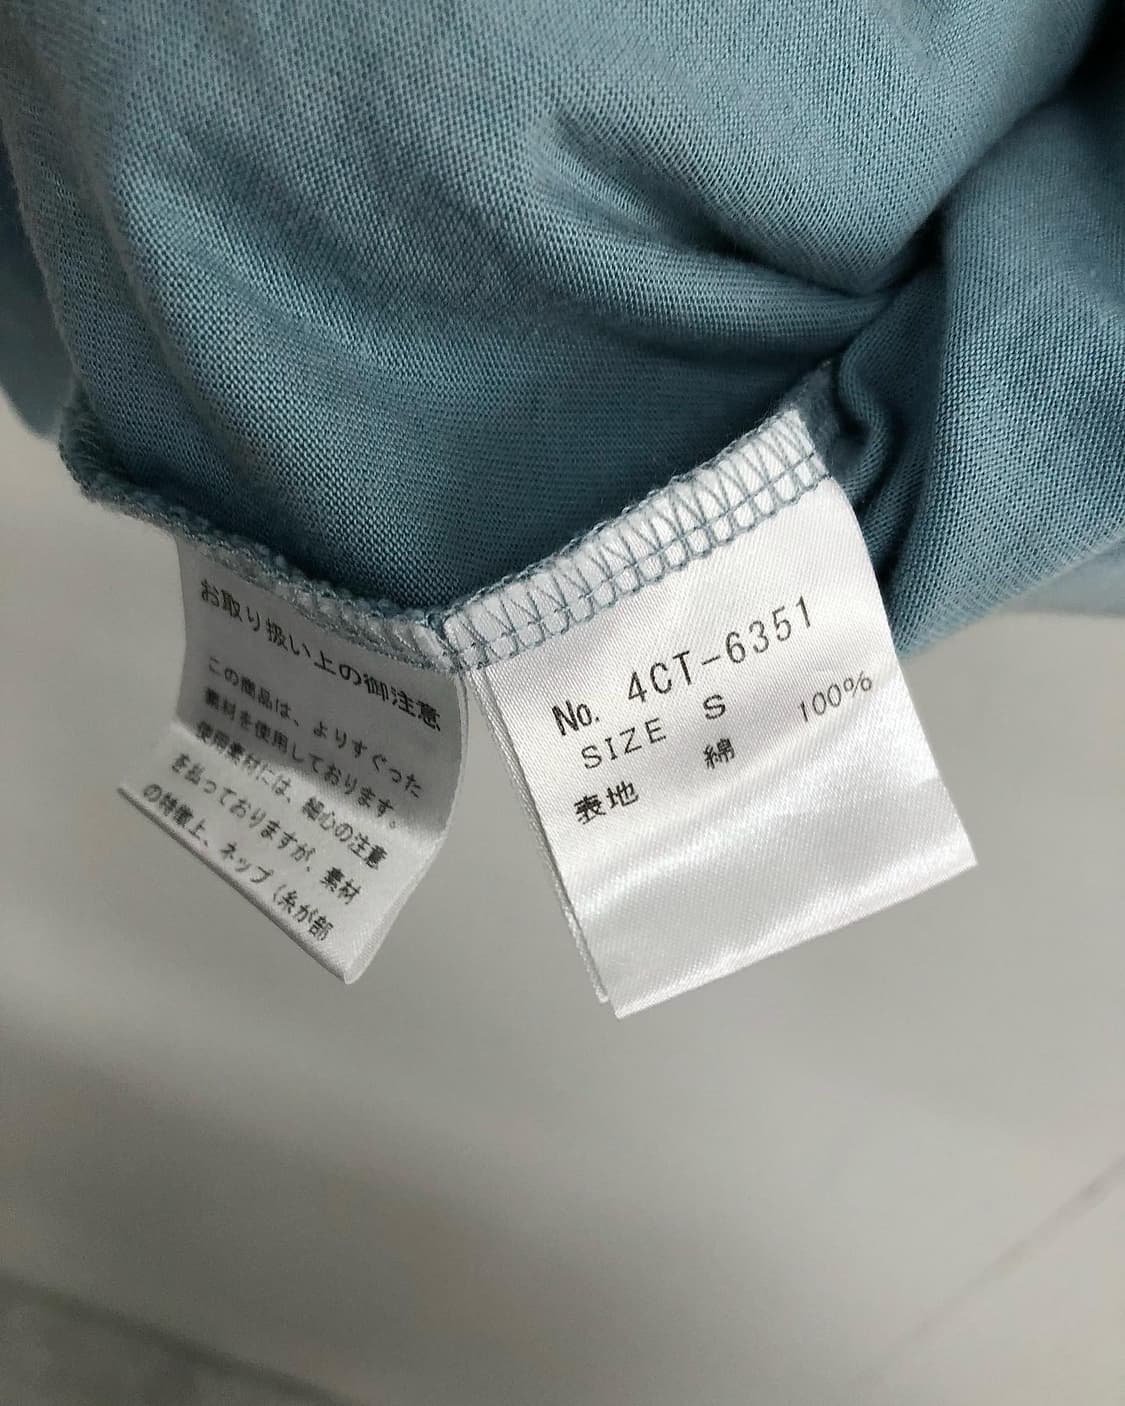 お取り扱い上の御注意
この商品は、よりすぐった
素材を使用しております。
使用素材には、細心の注意
を払っておりますが、素材
の特徴上、ネップ(糸が部
No. 4CT-6351
SIZE S
表地 綿 100%